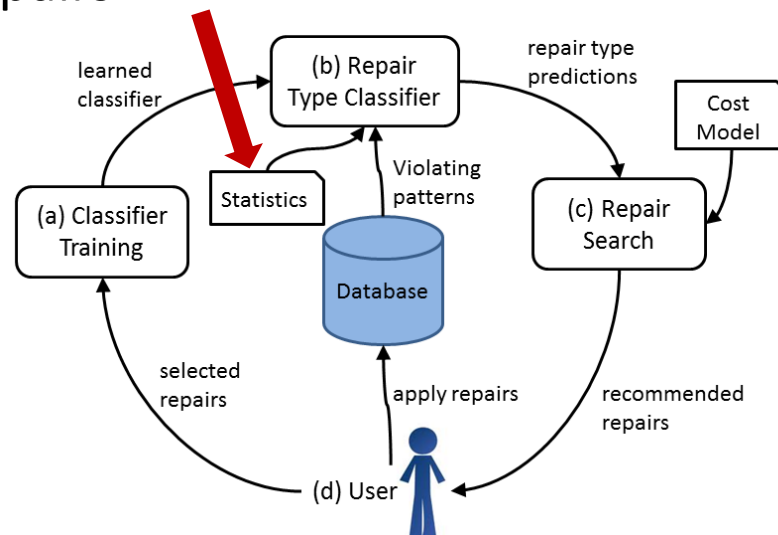 learned
classifier
(b) Repair
Type Classifier
repair type
predictions
Cost
Model
Statistics
Violating
patterns
(a) Classifier
Training
(c) Repair
Search
Database
selected
repairs
apply repairs
recommended
repairs
(d) User